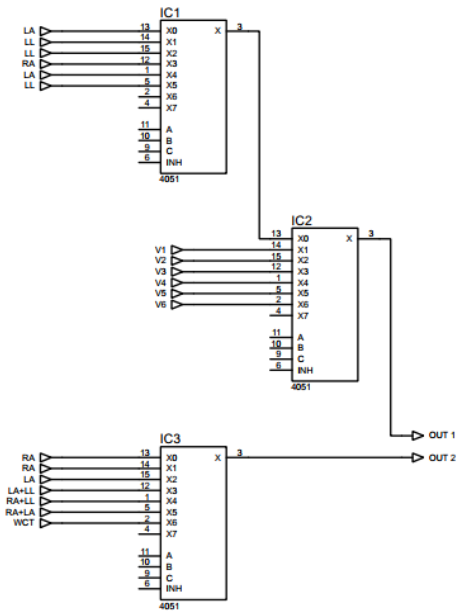 IC1
LA 13 X0 X 3
LL 14 X1
LL 15 X2
RA 12 X3
LA 1 X4
LL 5 X5
2 X6
4 X7
11 A
10 B
9 C
6 INH
4051
IC2
13 X0 X 3
V1 14 X1
V2 15 X2
V3 12 X3
V4 1 X4
V5 5 X5
V6 2 X6
4 X7
11 A
10 B
9 C
6 INH
4051
OUT 1
IC3
RA 13 X0 X 3 OUT 2
RA 14 X1
LA 15 X2
LA+LL 12 X3
RA+LL 1 X4
RA+LA 5 X5
WCT 2 X6
4 X7
11 A
10 B
9 C
6 INH
4051